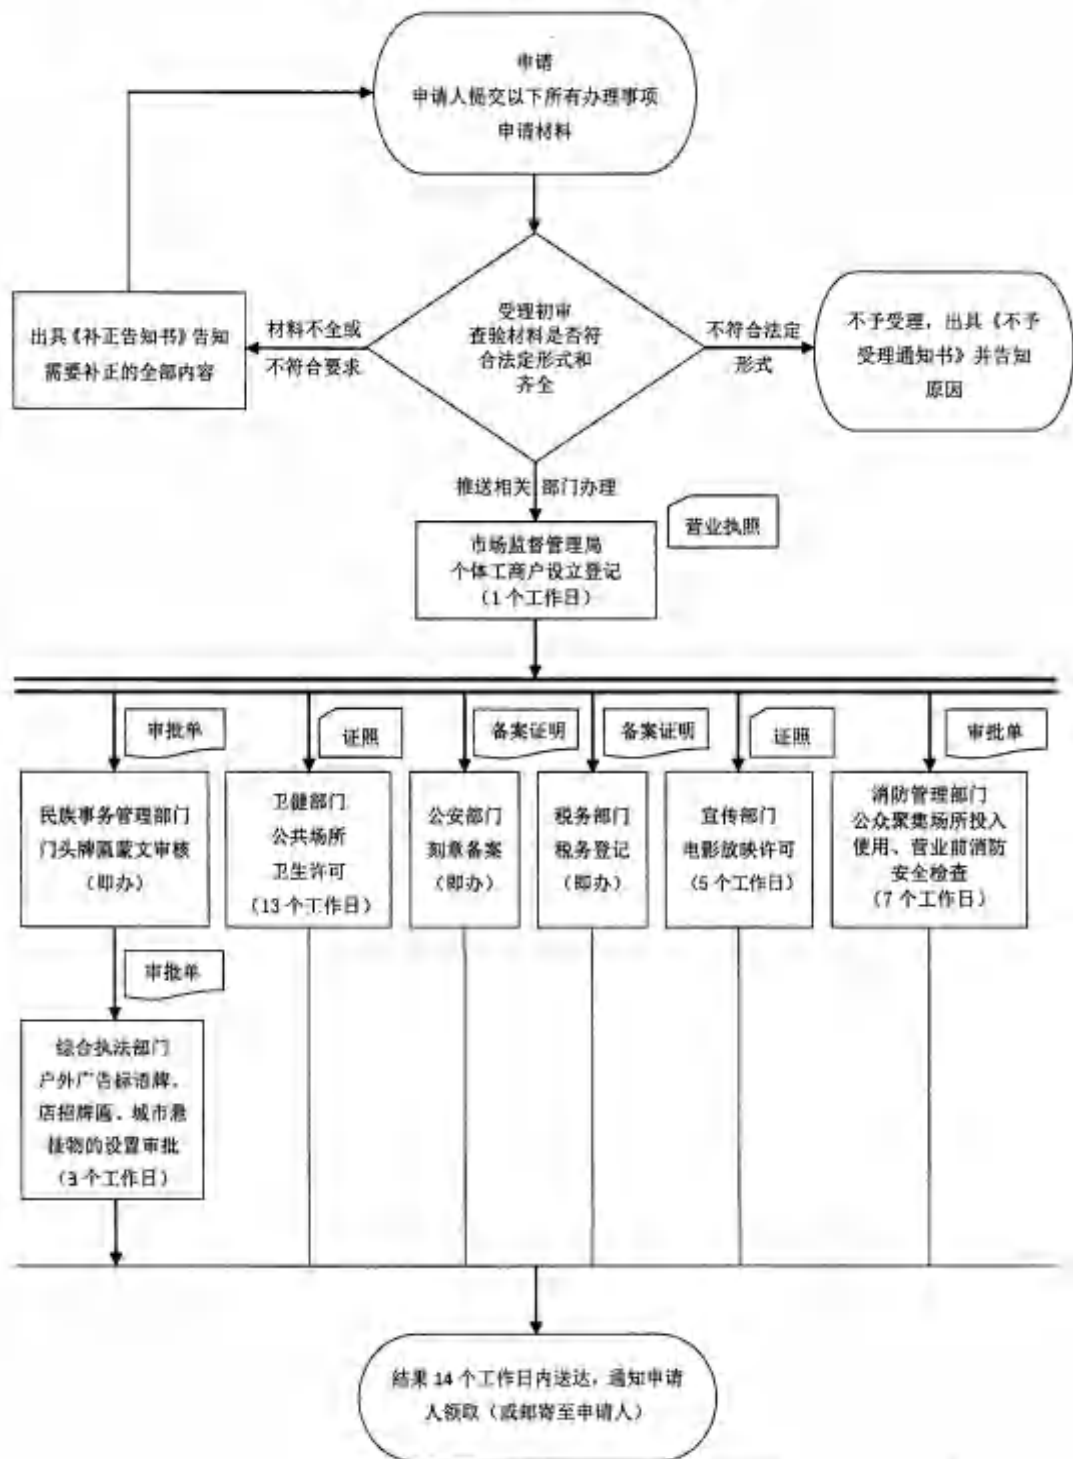 申请
申请人提交以下所有办理事项
申请材料
受理初审
查验材料是否符
合法定形式和
齐全
材料不全或
不符合要求
出具《补正告知书》告知
需要补正的全部内容
不符合法定
形式
不予受理，出具《不予
受理通知书》并告知
原因
推送相关 部门办理
营业执照
市场监督管理局
个体工商户设立登记
（1个工作日）
审批单
证照
备案证明
备案证明
证照
审批单
民族事务管理部门
门头牌匾蒙文审核
（即办）
卫健部门
公共场所
卫生许可
（13个工作日）
公安部门
刻章备案
（即办）
税务部门
税务登记
（即办）
宣传部门
电影放映许可
（5个工作日）
消防管理部门
公众聚集场所投入
使用、营业前消防
安全检查
（7个工作日）
审批单
综合执法部门
户外广告标语牌、
店招牌匾、城市悬
挂物的设置审批
（3个工作日）
结果14个工作日内送达，通知申请
人领取（或邮寄至申请人）